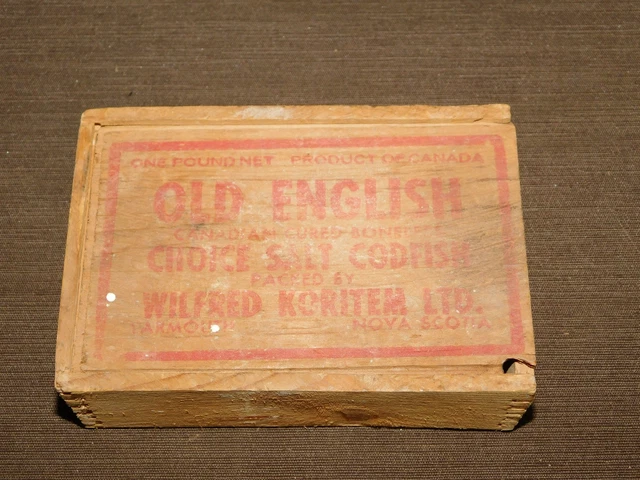 ONE POUND NET PRODUCT OF CANADA
OLD ENGLISH
CANADIAN CURED BONELESS
CHOICE SALT CODFISH
PACKED BY
WILFRED KORITEM LTD.
YARMOUTH NOVA SCOTIA